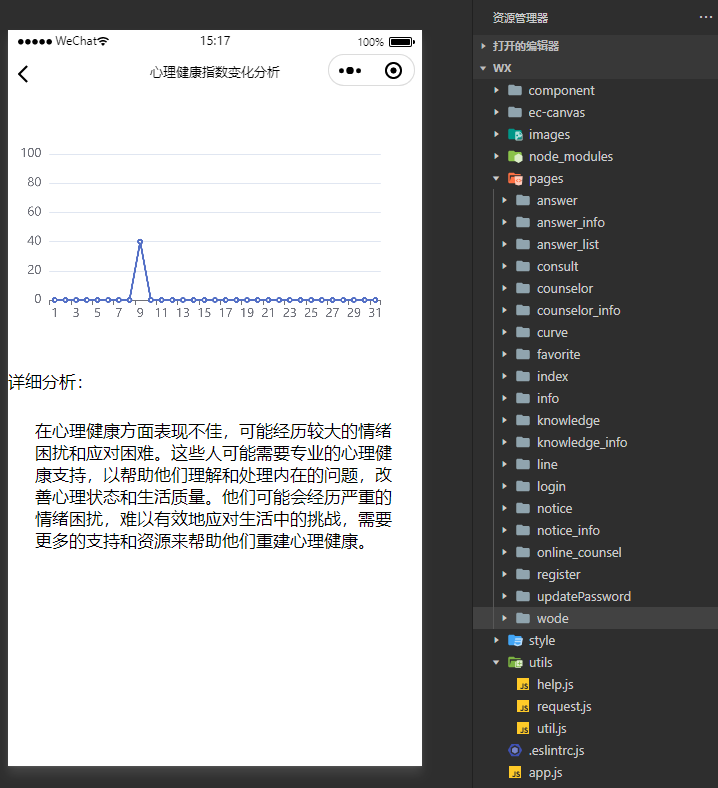 WeChat
15:17
100%
心理健康指数变化分析
100
80
60
40
20
0
1 3 5 7 9 11 13 15 17 19 21 23 25 27 29 31
详细分析：
在心理健康方面表现不佳，可能经历较大的情绪
困扰和应对困难。这些人可能需要专业的心理健
康支持，以帮助他们理解和处理内在的问题，改
善心理状态和生活质量。他们可能会经历严重的
情绪困扰，难以有效地应对生活中的挑战，需要
更多的支持和资源来帮助他们重建心理健康。
资源管理器
打开的编辑器
WX
component
ec-canvas
images
node_modules
pages
answer
answer_info
answer_list
consult
counselor
counselor_info
curve
favorite
index
info
knowledge
knowledge_info
line
login
notice
notice_info
online_counsel
register
updatePassword
wode
style
utils
help.js
request.js
util.js
.eslintrc.js
app.js